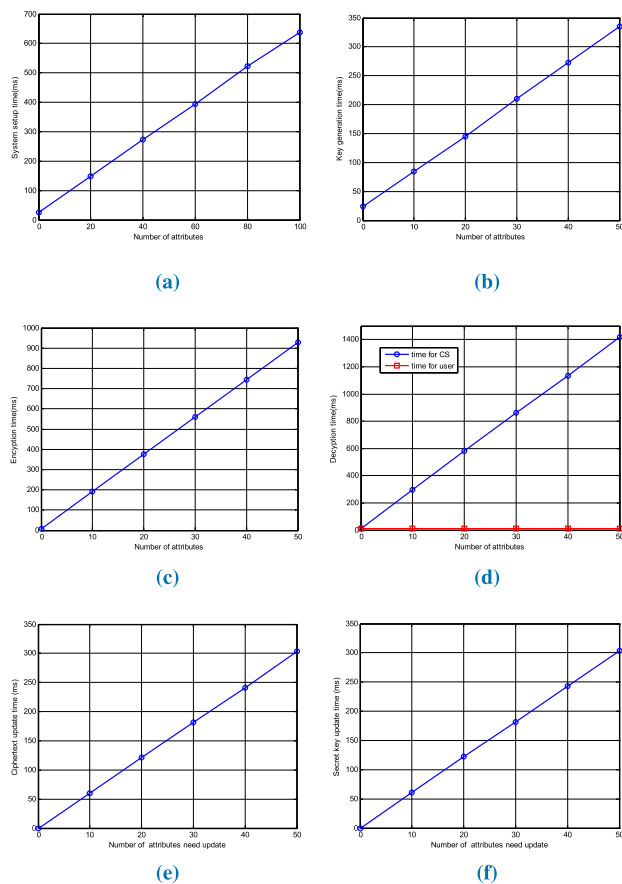 700
600
500
400
300
200
100
0
System setup time(ms)
0 20 40 60 80 100
Number of attributes
(a)
350
300
250
200
150
100
50
0
Key generation time(ms)
0 10 20 30 40 50
Number of attributes
(b)
1000
900
800
700
600
500
400
300
200
100
0
Encyption time(ms)
0 10 20 30 40 50
Number of attributes
(c)
1400
1200
1000
800
600
400
200
0
Decyption time(ms)
time for CS
time for user
0 10 20 30 40 50
Number of attributes
(d)
350
300
250
200
150
100
50
0
Ciphertext update time (ms)
0 10 20 30 40 50
Number of attributes need update
(e)
350
300
250
200
150
100
50
0
Secret key update time (ms)
0 10 20 30 40 50
Number of attributes need update
(f)